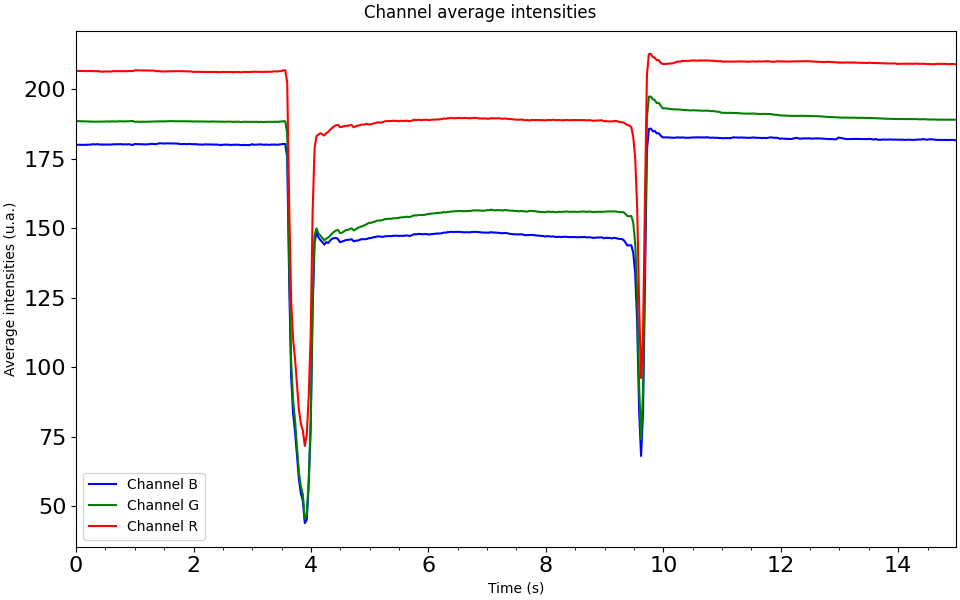 Channel average intensities
Average intensities (u.a.)
200
175
150
125
100
75
50
Channel B
Channel G
Channel R
0 2 4 6 8 10 12 14
Time (s)